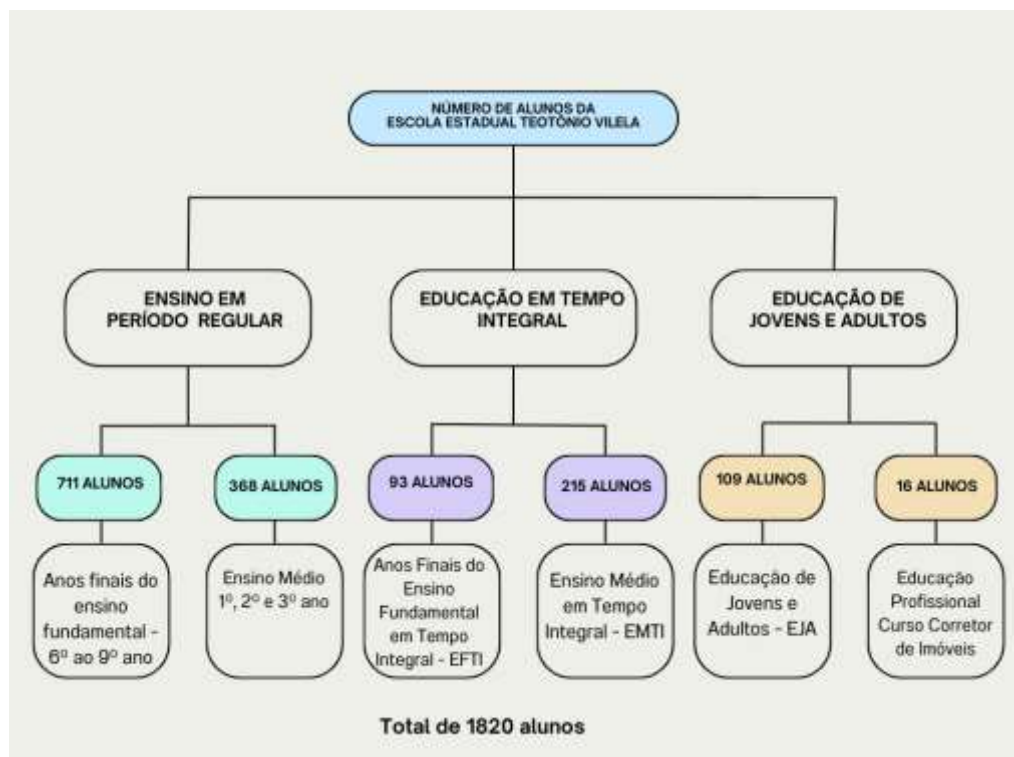 NÚMERO DE ALUNOS DA
ESCOLA ESTADUAL TEOTÔNIO VILELA
ENSINO EM
PERÍODO REGULAR
EDUCAÇÃO EM TEMPO
INTEGRAL
EDUCAÇÃO DE
JOVENS E ADULTOS
711 ALUNOS
368 ALUNOS
93 ALUNOS
215 ALUNOS
109 ALUNOS
16 ALUNOS
Anos finais do
ensino
fundamental -
6º ao 9º ano
Ensino Médio
1º, 2º e 3º ano
Anos Finais do
Ensino
Fundamental
em Tempo
Integral - EFTI
Ensino Médio
em Tempo
Integral - EMTI
Educação de
Jovens e
Adultos - EJA
Educação
Profissional
Curso Corretor
de Imóveis
Total de 1820 alunos